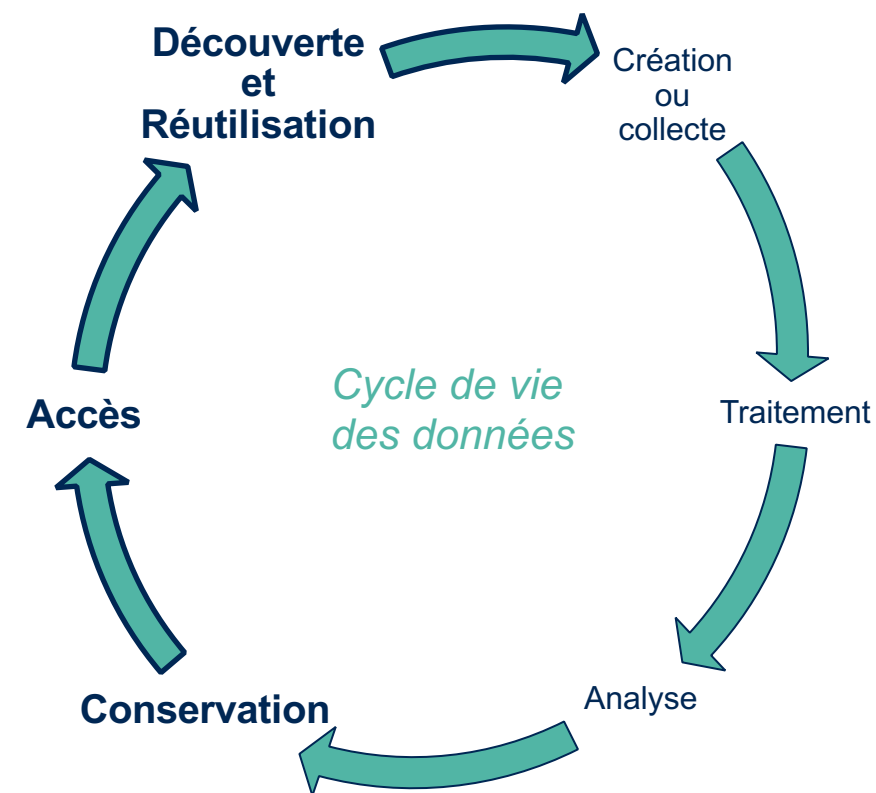 Découverte
et
Réutilisation
Création
ou
collecte
Traitement
Analyse
Conservation
Accès
Cycle de vie
des données